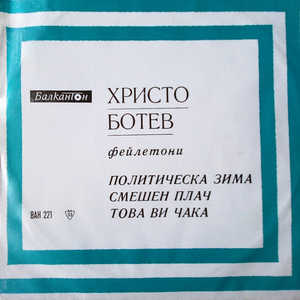 Балкантон
ХРИСТО
БОТЕВ
фейлетони
ПОЛИТИЧЕСКА ЗИМА
СМЕШЕН ПЛАЧ
ТОВА ВИ ЧАКА
ВАН 221